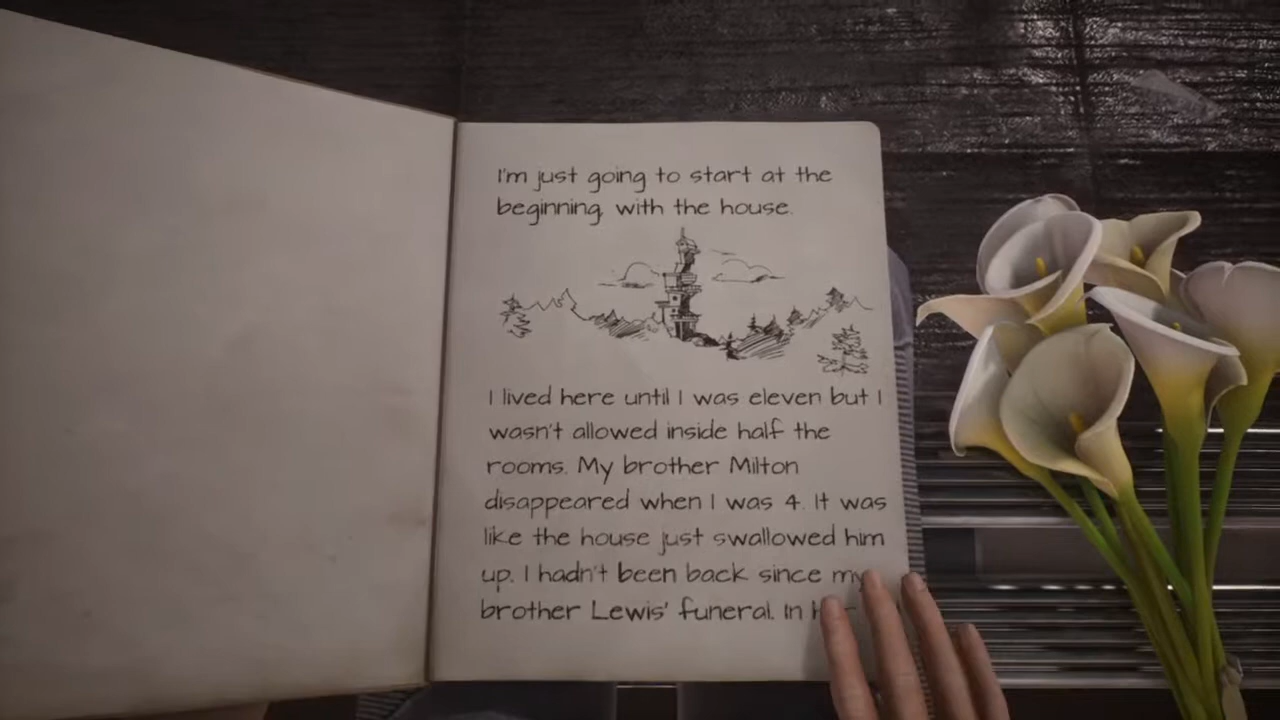 I'm just going to start at the
beginning, with the house.
I lived here until I was eleven but I
wasn't allowed inside half the
rooms. My brother Milton
disappeared when I was 4. It was
like the house just swallowed him
up. I hadn't been back since my
brother Lewis' funeral. In